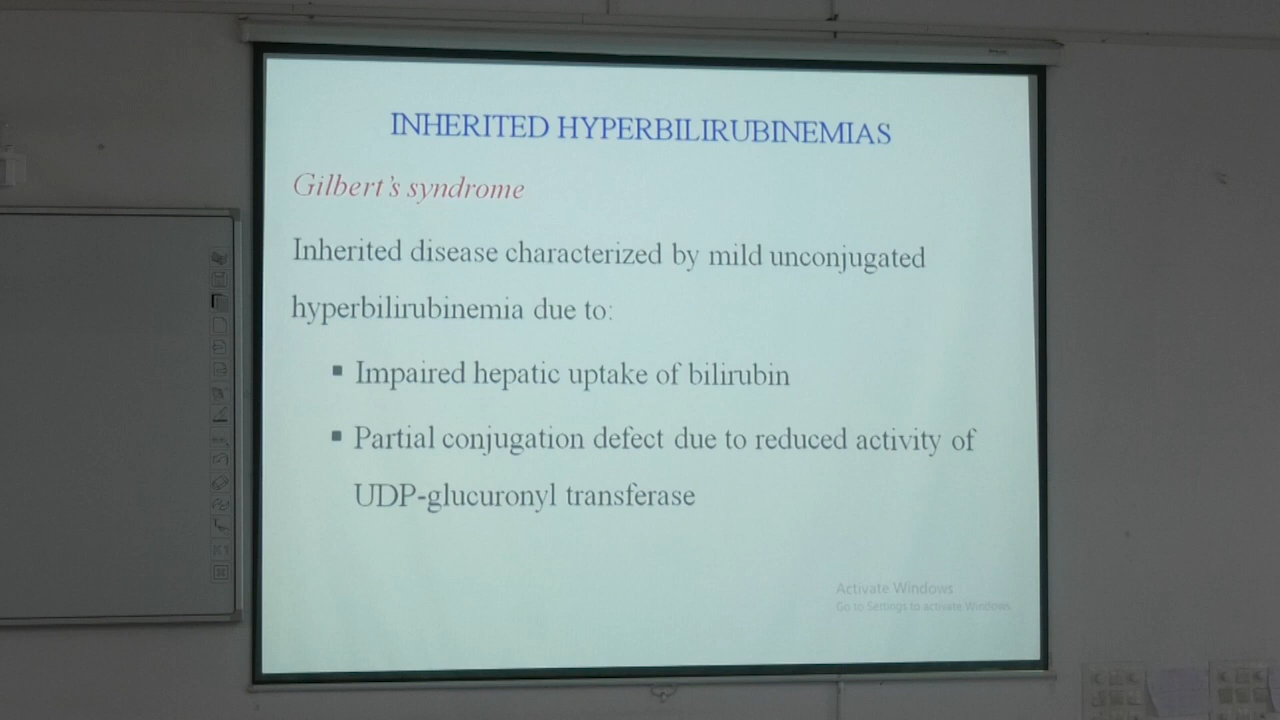 INHERITED HYPERBILIRUBINEMIAS
Gilbert's syndrome
Inherited disease characterized by mild unconjugated
hyperbilirubinemia due to:
▪ Impaired hepatic uptake of bilirubin
▪ Partial conjugation defect due to reduced activity of
UDP-glucuronyl transferase
Activate Windows
Go to Settings to activate Windows.